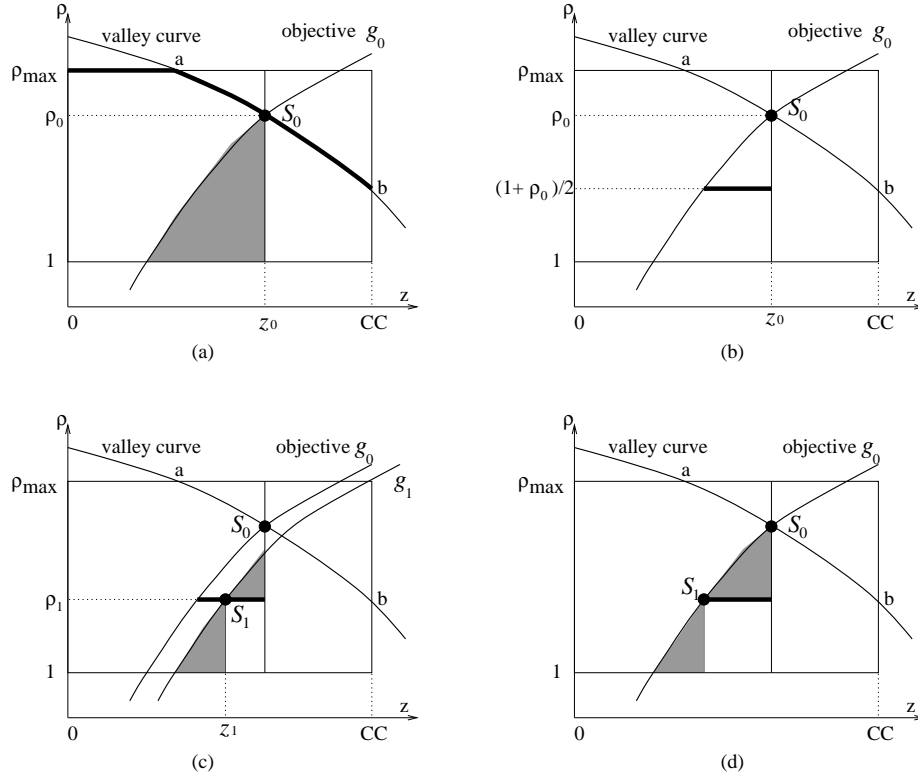 ρ
valley curve
objective g0
a
ρmax
ρ0
S0
b
1
z
0
z0
CC
(a)
ρ
valley curve
objective g0
a
ρmax
ρ0
S0
(1+ ρ0)/2
b
1
z
0
z0
CC
(b)
ρ
valley curve
objective g0
a
ρmax
g1
S0
ρ1
S1
b
1
z
0
z1
CC
(c)
ρ
valley curve
objective g0
a
ρmax
S0
S1
b
1
z
0
CC
(d)